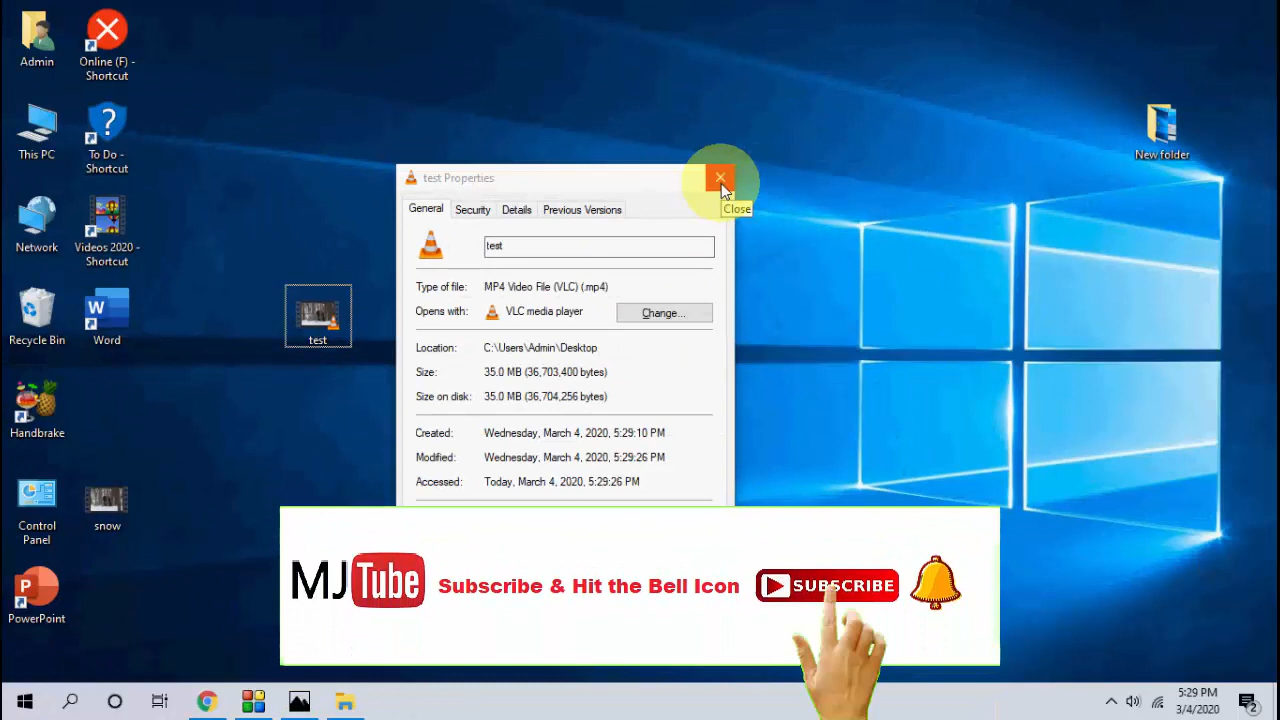 Admin
Online (F) -
Shortcut
This PC
To Do -
Shortcut
Network
Videos 2020 -
Shortcut
Recycle Bin
Word
Handbrake
Control
Panel
snow
PowerPoint
test
New folder
test Properties
Close
General
Security
Details
Previous Versions
test
Type of file: MP4 Video File (VLC) (.mp4)
Opens with: VLC media player Change...
Location: C:\Users\Admin\Desktop
Size: 35.0 MB (36,703,400 bytes)
Size on disk: 35.0 MB (36,704,256 bytes)
Created: Wednesday, March 4, 2020, 5:29:10 PM
Modified: Wednesday, March 4, 2020, 5:29:26 PM
Accessed: Today, March 4, 2020, 5:29:26 PM
MJ Tube Subscribe & Hit the Bell Icon SUBSCRIBE
5:29 PM
3/4/2020
2